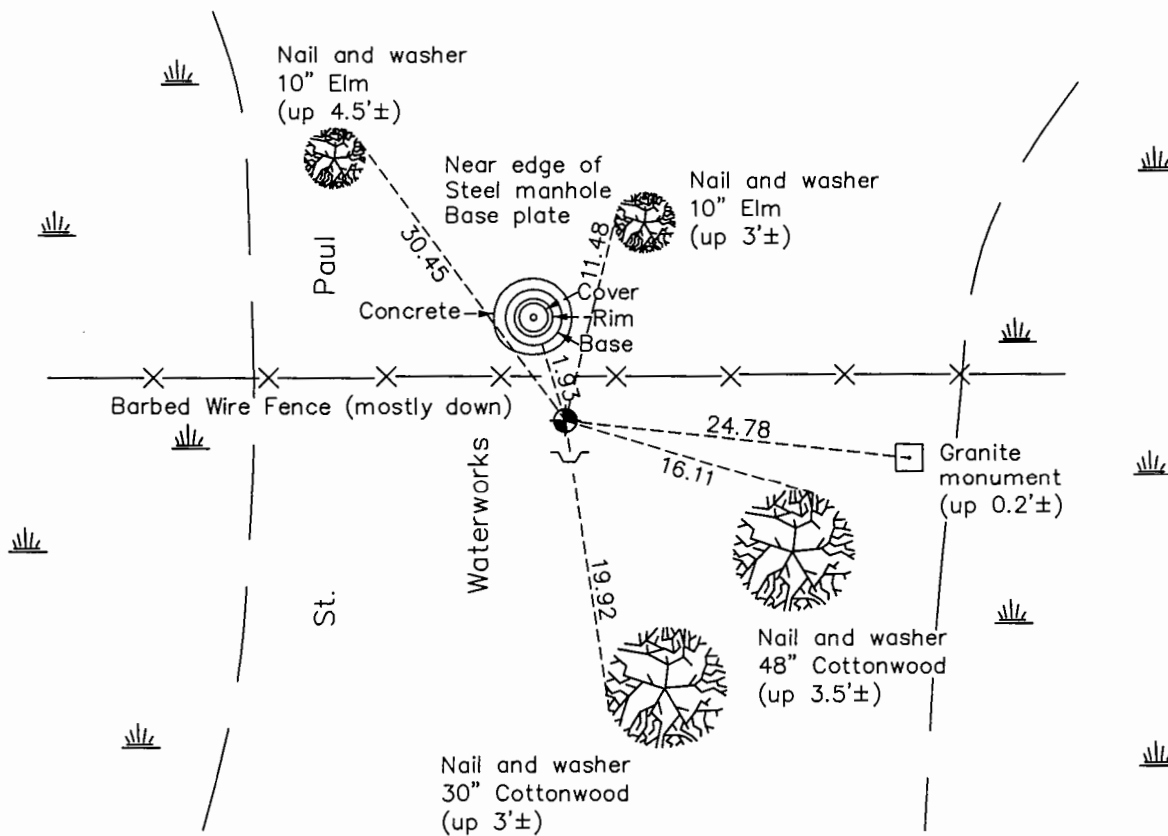 Nail and washer
10" Elm
(up 4.5'±)
Near edge of
Steel manhole
Base plate
Nail and washer
10" Elm
(up 3'±)
Paul
30.45
11.48
Concrete
Cover
Rim
Base
1.93
Barbed Wire Fence (mostly down)
24.78
16.11
Granite
monument
(up 0.2'±)
Waterworks
St.
19.92
Nail and washer
48" Cottonwood
(up 3.5'±)
Nail and washer
30" Cottonwood
(up 3'±)